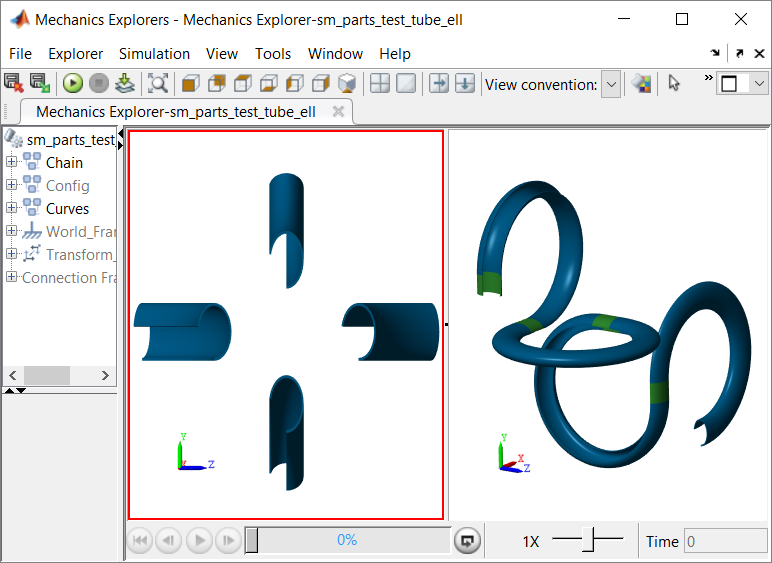 Mechanics Explorers - Mechanics Explorer-sm_parts_test_tube_ell
File Explorer Simulation View Tools Window Help
View convention:
Mechanics Explorer-sm_parts_test_tube_ell
sm_parts_test_
Chain
Config
Curves
World_Fra
Transform_
Connection Fra
Y
X
Z
Y
X
Z
0%
1X
Time 0